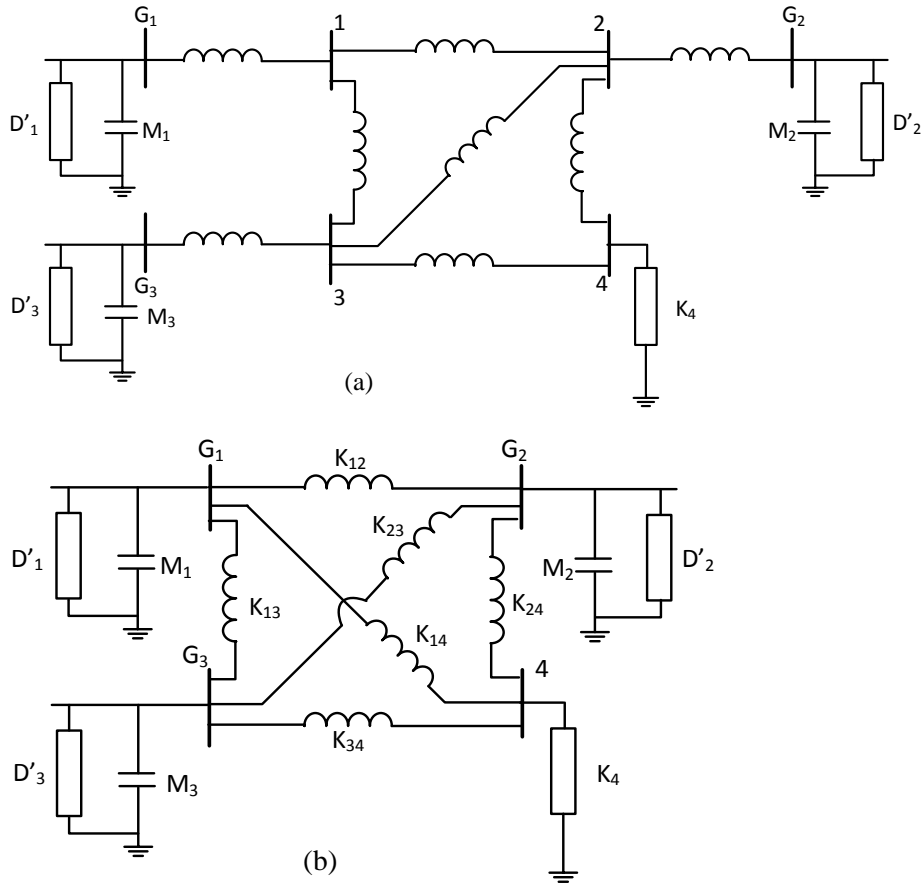 G₁
1
2
G₂
D'₁
M₁
M₂
D'₂
G₃
D'₃
M₃
3
4
K₄
(a)
G₁
K₁₂
G₂
K₂₃
D'₁
M₁
K₁₃
K₁₄
K₂₄
M₂
D'₂
G₃
4
K₃₄
D'₃
M₃
K₄
(b)